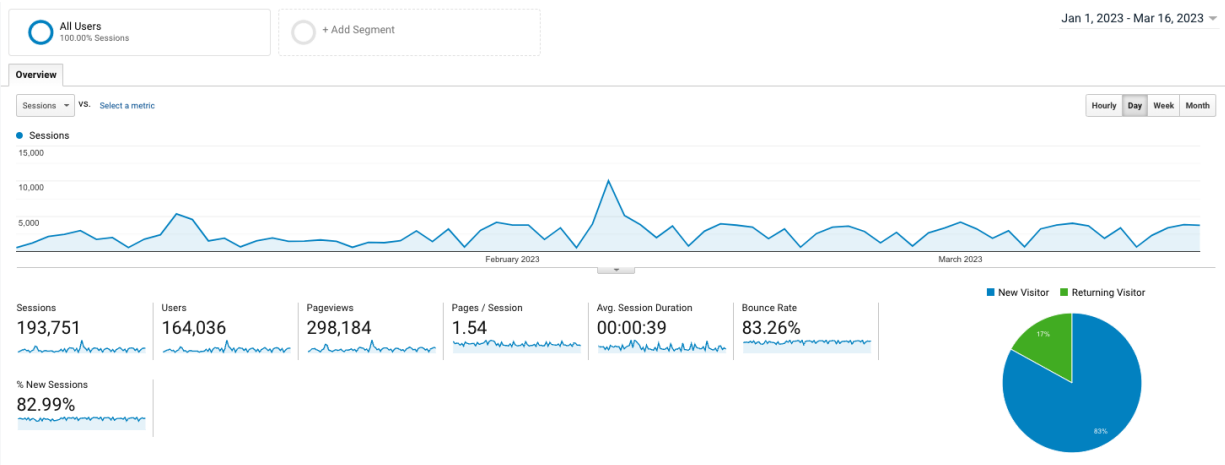 All Users
100.00% Sessions
+ Add Segment
Jan 1, 2023 - Mar 16, 2023
Overview
Sessions VS. Select a metric
Hourly Day Week Month
Sessions
15,000
10,000
5,000
February 2023 March 2023
New Visitor Returning Visitor
Sessions Users Pageviews Pages / Session Avg. Session Duration Bounce Rate
193,751 164,036 298,184 1.54 00:00:39 83.26%
17%
% New Sessions
82.99%
83%